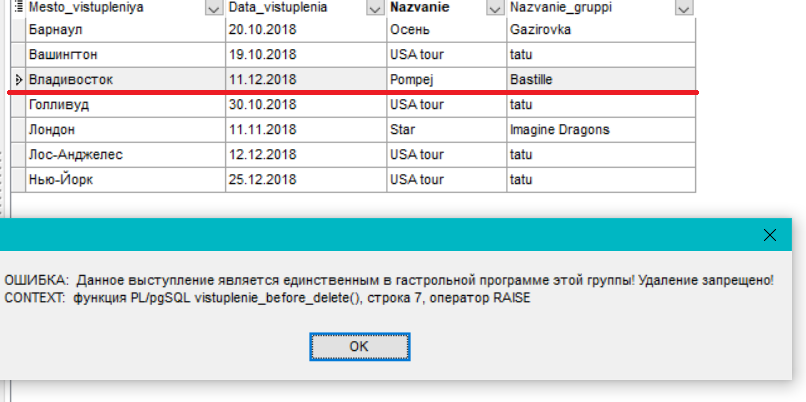 Mesto_vistupleniya Data_vistuplenia Nazvanie Nazvanie_gruppi
Барнаул 20.10.2018 Осень Gazirovka
Вашингтон 19.10.2018 USA tour tatu
Владивосток 11.12.2018 Pompej Bastille
Голливуд 30.10.2018 USA tour tatu
Лондон 11.11.2018 Star Imagine Dragons
Лос-Анджелес 12.12.2018 USA tour tatu
Нью-Йорк 25.12.2018 USA tour tatu
ОШИБКА: Данное выступление является единственным в гастрольной программе этой группы! Удаление запрещено!
CONTEXT: функция PL/pgSQL vistuplenie_before_delete(), строка 7, оператор RAISE
OK